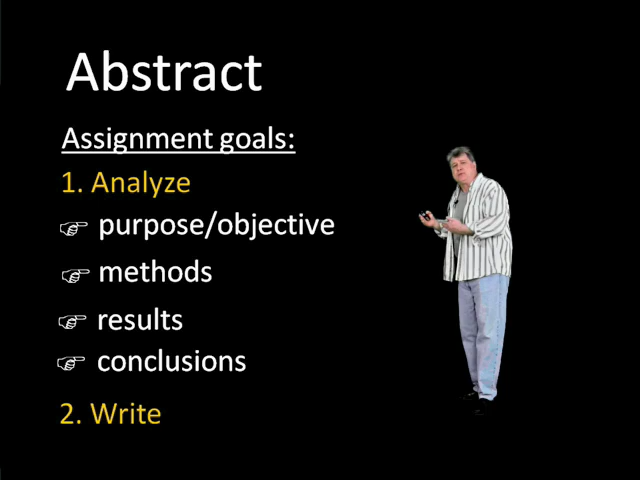 Abstract
Assignment goals:
1. Analyze
☞ purpose/objective
☞ methods
☞ results
☞ conclusions
2. Write